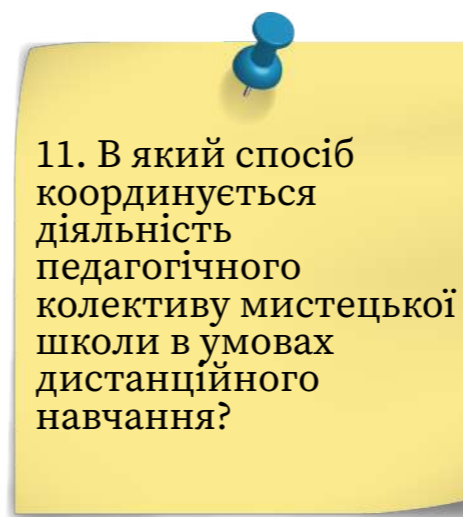 11. В який спосіб
координується
діяльність
педагогічного
колективу мистецької
школи в умовах
дистанційного
навчання?